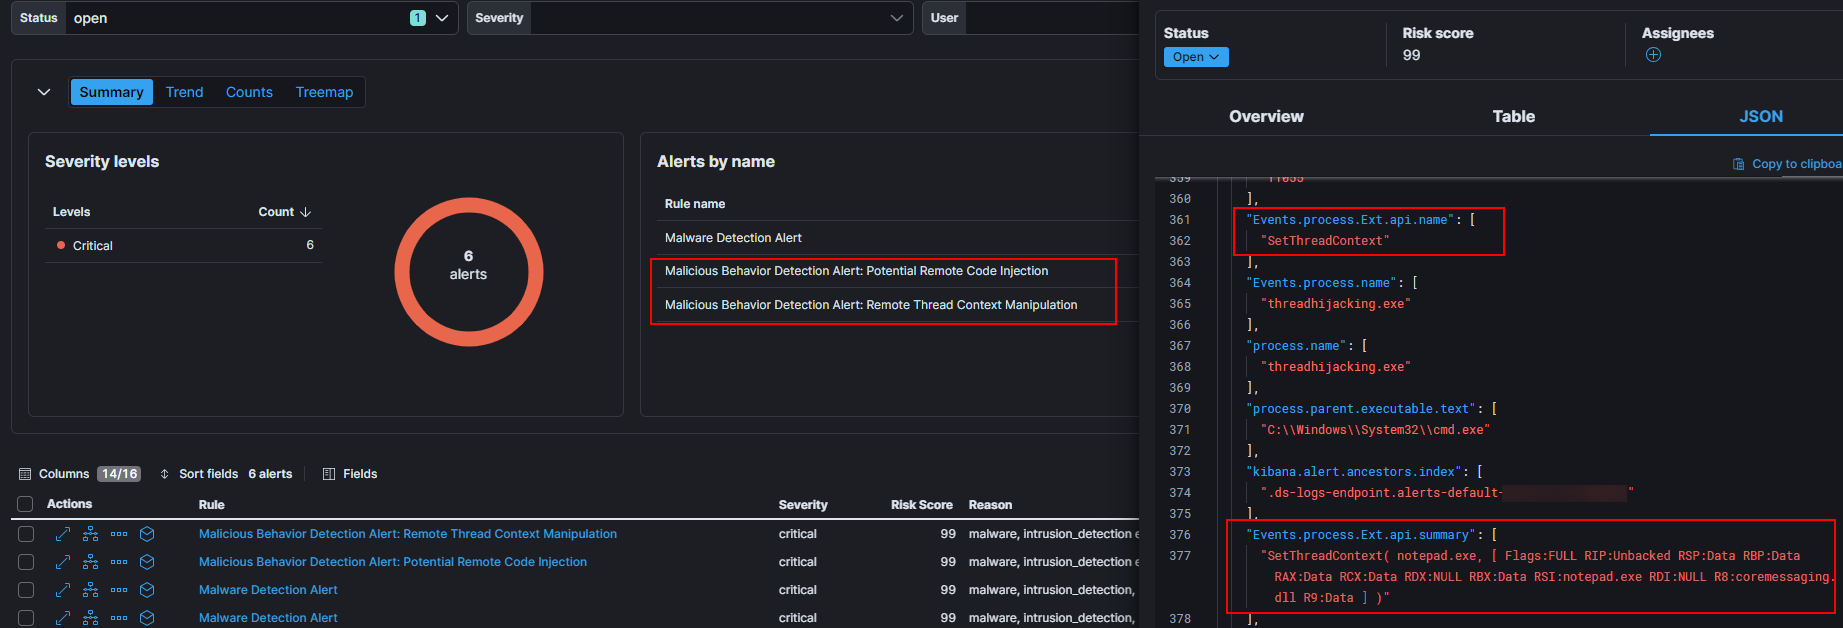 Status open 1 Severity User
Summary Trend Counts Treemap
Severity levels
Levels Count
Critical 6
6
alerts
Alerts by name
Rule name
Malware Detection Alert
Malicious Behavior Detection Alert: Potential Remote Code Injection
Malicious Behavior Detection Alert: Remote Thread Context Manipulation
Columns 14/16 Sort fields 6 alerts Fields
Actions Rule Severity Risk Score Reason
Malicious Behavior Detection Alert: Remote Thread Context Manipulation critical 99 malware, intrusion_detection e
Malicious Behavior Detection Alert: Potential Remote Code Injection critical 99 malware, intrusion_detection e
Malware Detection Alert critical 99 malware, intrusion_detection,
Malware Detection Alert critical 99 malware, intrusion_detection,
Status Risk score Assignees
Open 99
Overview Table JSON
Copy to clipboa
359 "11055"
360 ],
361 "Events.process.Ext.api.name": [
362 "SetThreadContext"
363 ],
364 "Events.process.name": [
365 "threadhijacking.exe"
366 ],
367 "process.name": [
368 "threadhijacking.exe"
369 ],
370 "process.parent.executable.text": [
371 "C:\\Windows\\System32\\cmd.exe"
372 ],
373 "kibana.alert.ancestors.index": [
374 ".ds-logs-endpoint.alerts-default- "
375 ],
376 "Events.process.Ext.api.summary": [
377 "SetThreadContext( notepad.exe, [ Flags:FULL RIP:Unbacked RSP:Data RBP:Data
RAX:Data RCX:Data RDX:NULL RBX:Data RSI:notepad.exe RDI:NULL R8:coremessaging.
dll R9:Data ] )"
378 ],